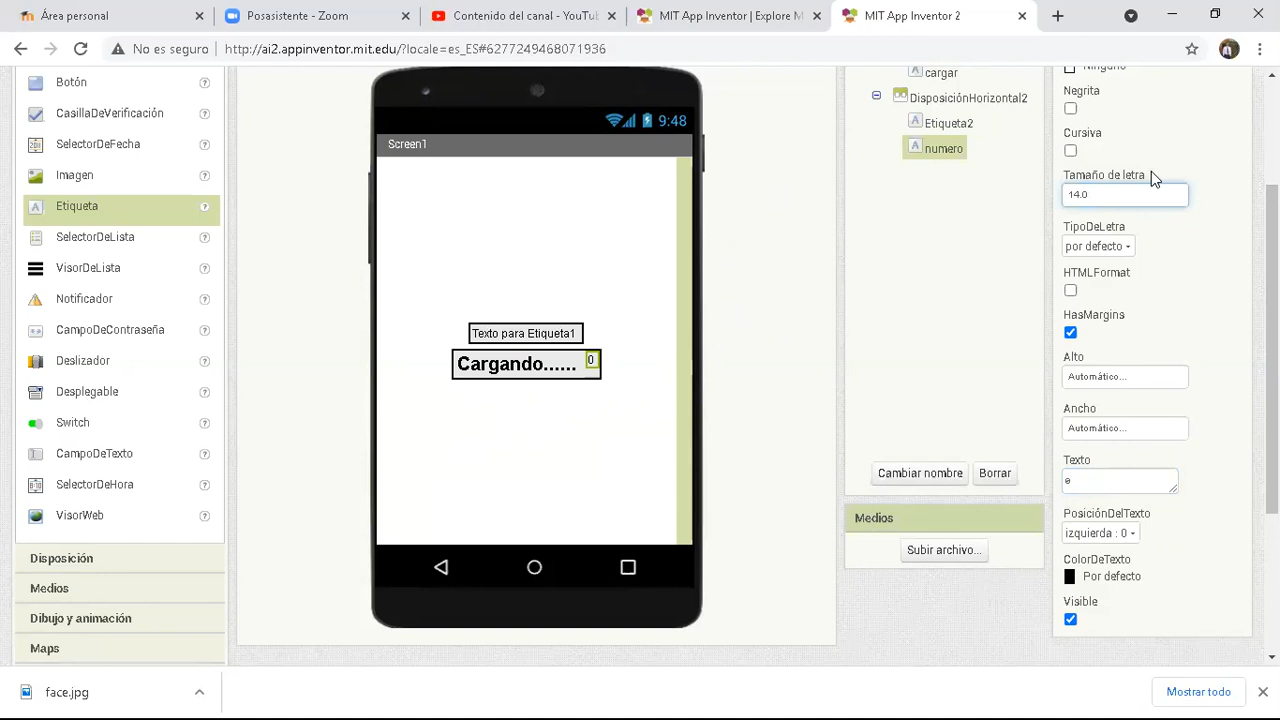 Área personal
Posasistente - Zoom
Contenido del canal - YouTu
MIT App Inventor | Explore M
MIT App Inventor 2
No es seguro
http://ai2.appinventor.mit.edu/?locale=es_ES#6277249468071936
Botón
CasillaDeVerificación
SelectorDeFecha
Imagen
Etiqueta
SelectorDeLista
VisorDeLista
Notificador
CampoDeContraseña
Deslizador
Desplegable
Switch
CampoDeTexto
SelectorDeHora
VisorWeb
Disposición
Medios
Dibujo y animación
Maps
9:48
Screen1
Texto para Etiqueta1
Cargando...... 0
cargar
DisposiciónHorizontal2
Etiqueta2
numero
Cambiar nombre
Borrar
Medios
Subir archivo...
Ninguno
Negrita
Cursiva
Tamaño de letra
14.0
TipoDeLetra
por defecto
HTMLFormat
HasMargins
Alto
Automático...
Ancho
Automático...
Texto
PosiciónDelTexto
izquierda : 0
ColorDeTexto
Por defecto
Visible
face.jpg
Mostrar todo